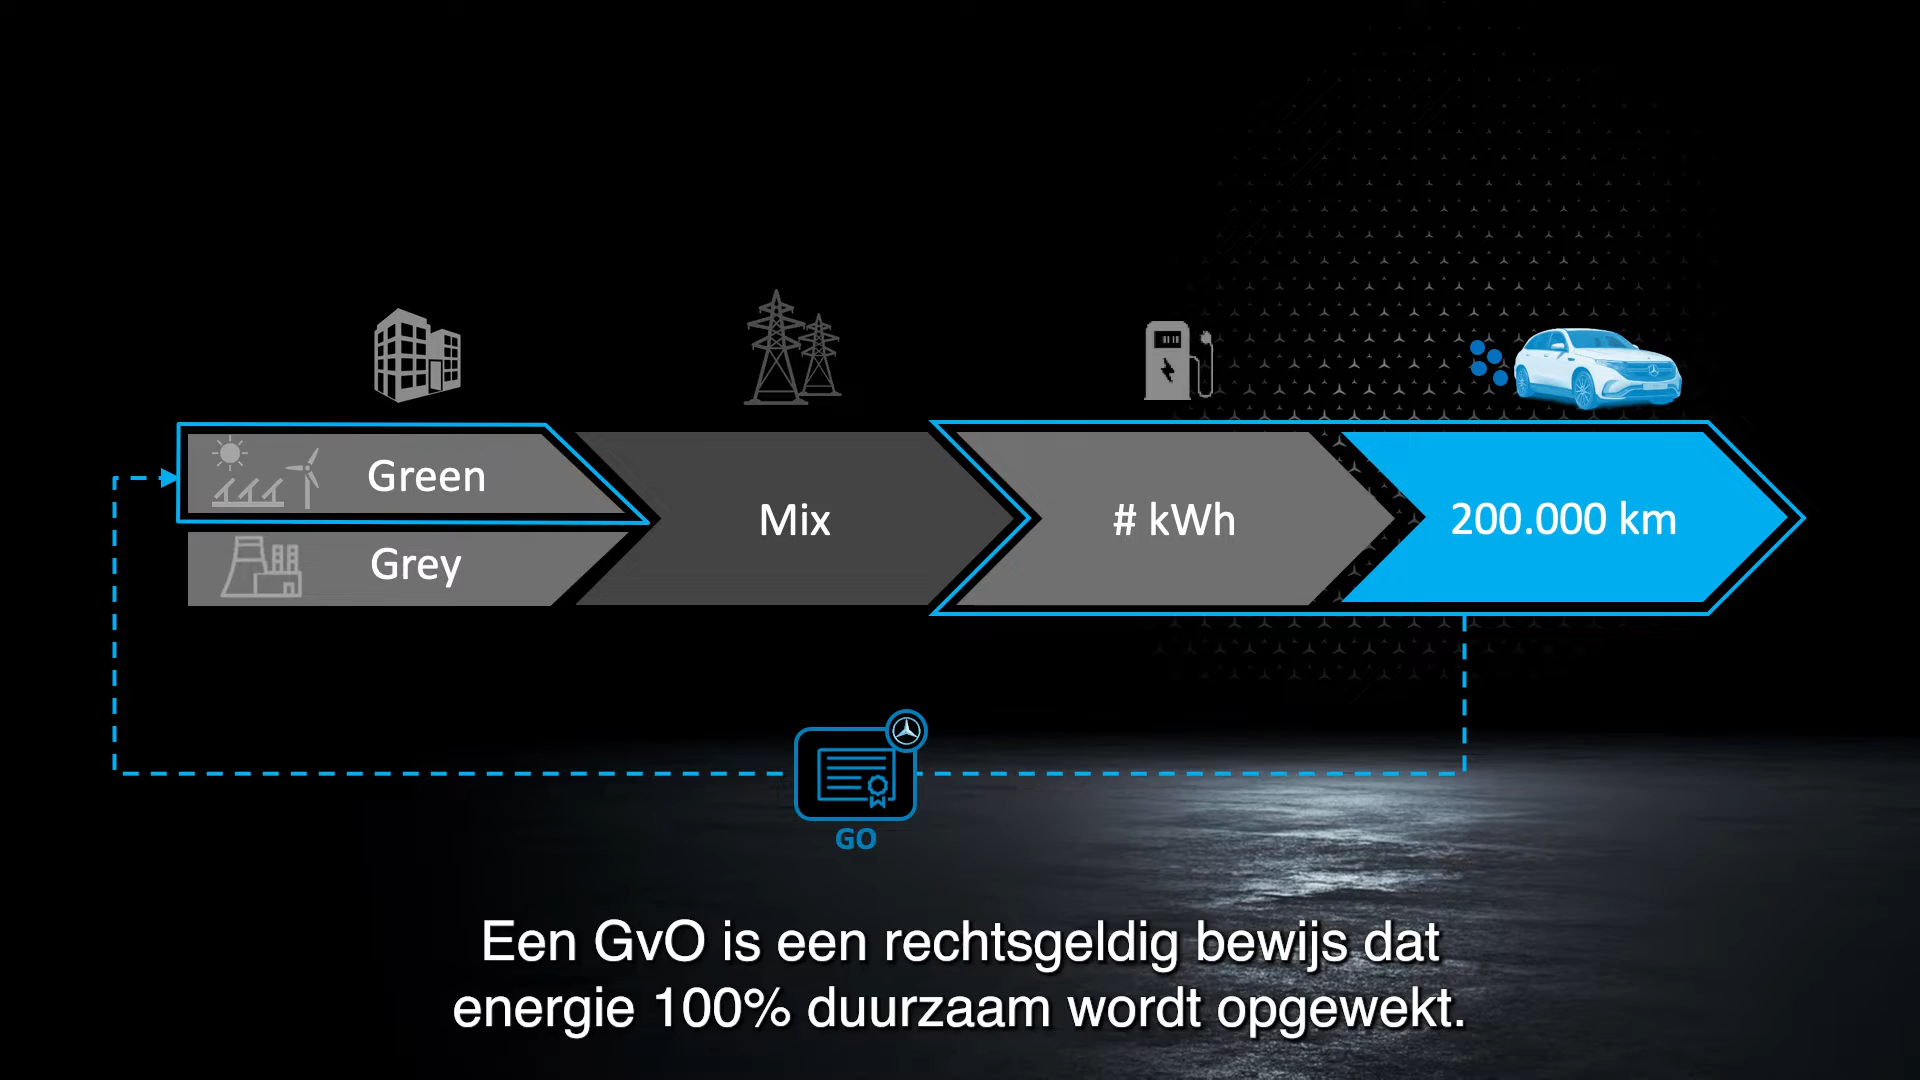 Green
Grey
Mix
# kWh
200.000 km
GO
Een GvO is een rechtsgeldig bewijs dat
energie 100% duurzaam wordt opgewekt.